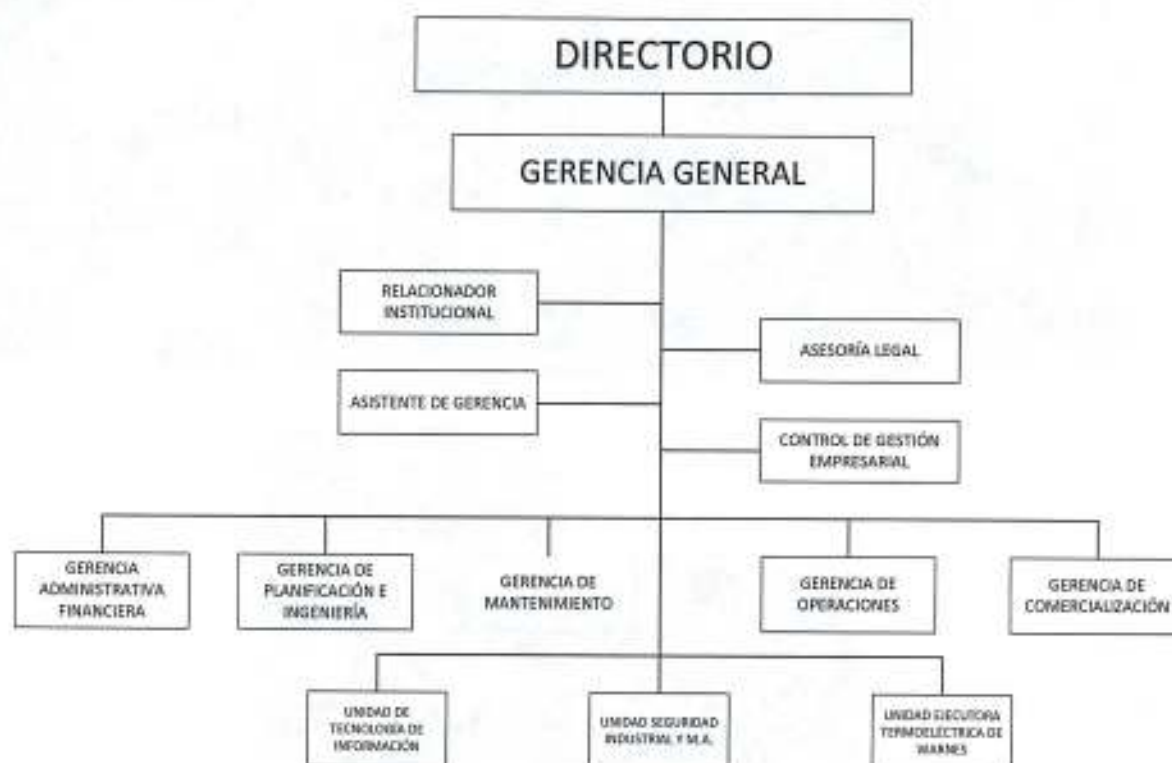 DIRECTORIO
GERENCIA GENERAL
RELACIONADOR
INSTITUCIONAL
ASESORÍA LEGAL
ASISTENTE DE GERENCIA
CONTROL DE GESTIÓN
EMPRESARIAL
GERENCIA
ADMINISTRATIVA
FINANCIERA
GERENCIA DE
PLANIFICACIÓN E
INGENIERÍA
GERENCIA DE
MANTENIMIENTO
GERENCIA DE
OPERACIONES
GERENCIA DE
COMERCIALIZACIÓN
UNIDAD DE
TECNOLOGÍA DE
INFORMACIÓN
UNIDAD SEGURIDAD
INDUSTRIAL Y M.A.
UNIDAD EJECUTORA
TERMOELÉCTRICA DE
WARNES